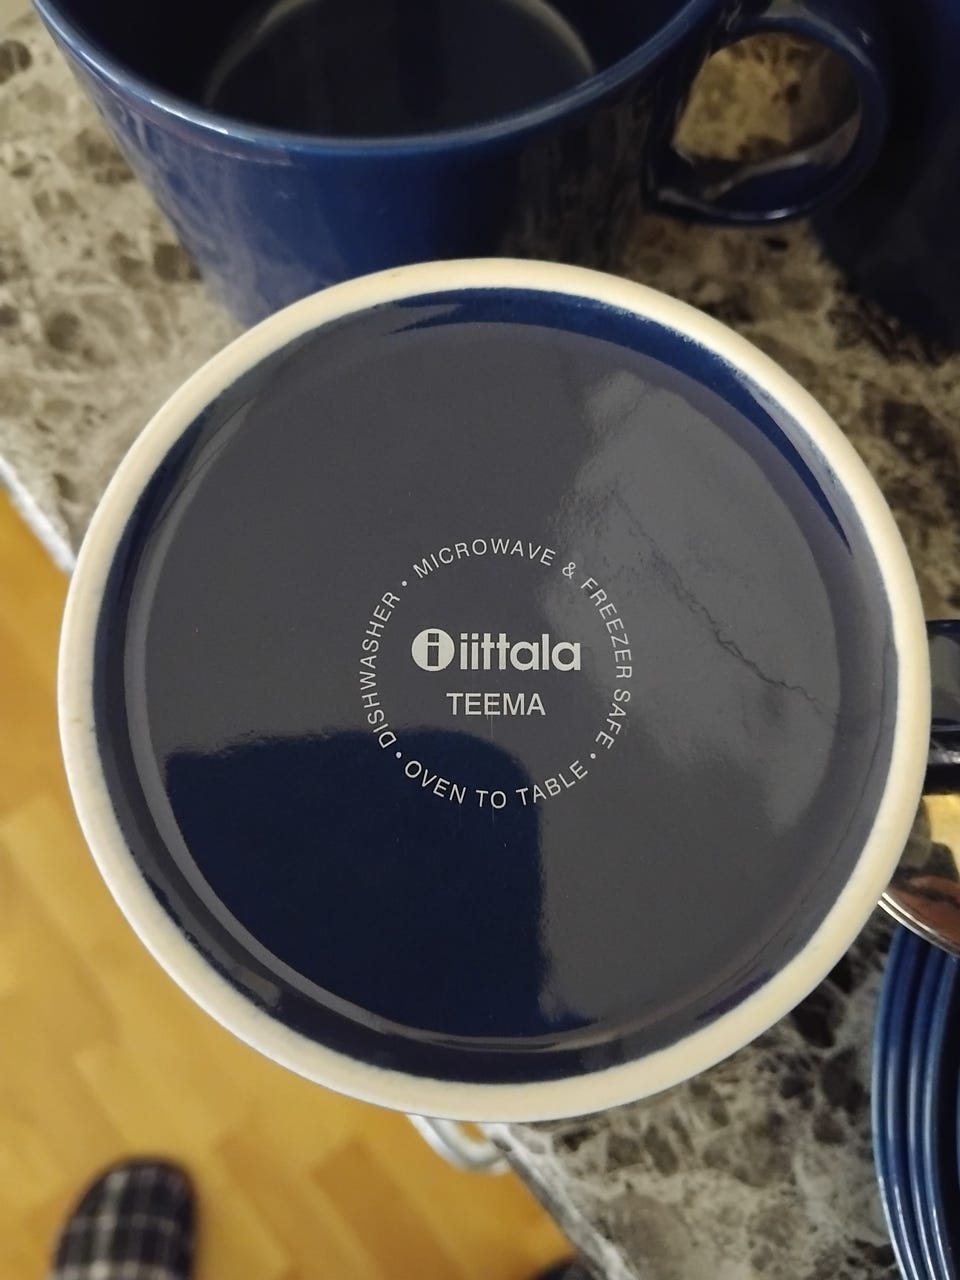 DISHWASHER • MICROWAVE & FREEZER SAFE • OVEN TO TABLE •
i iittala
TEEMA